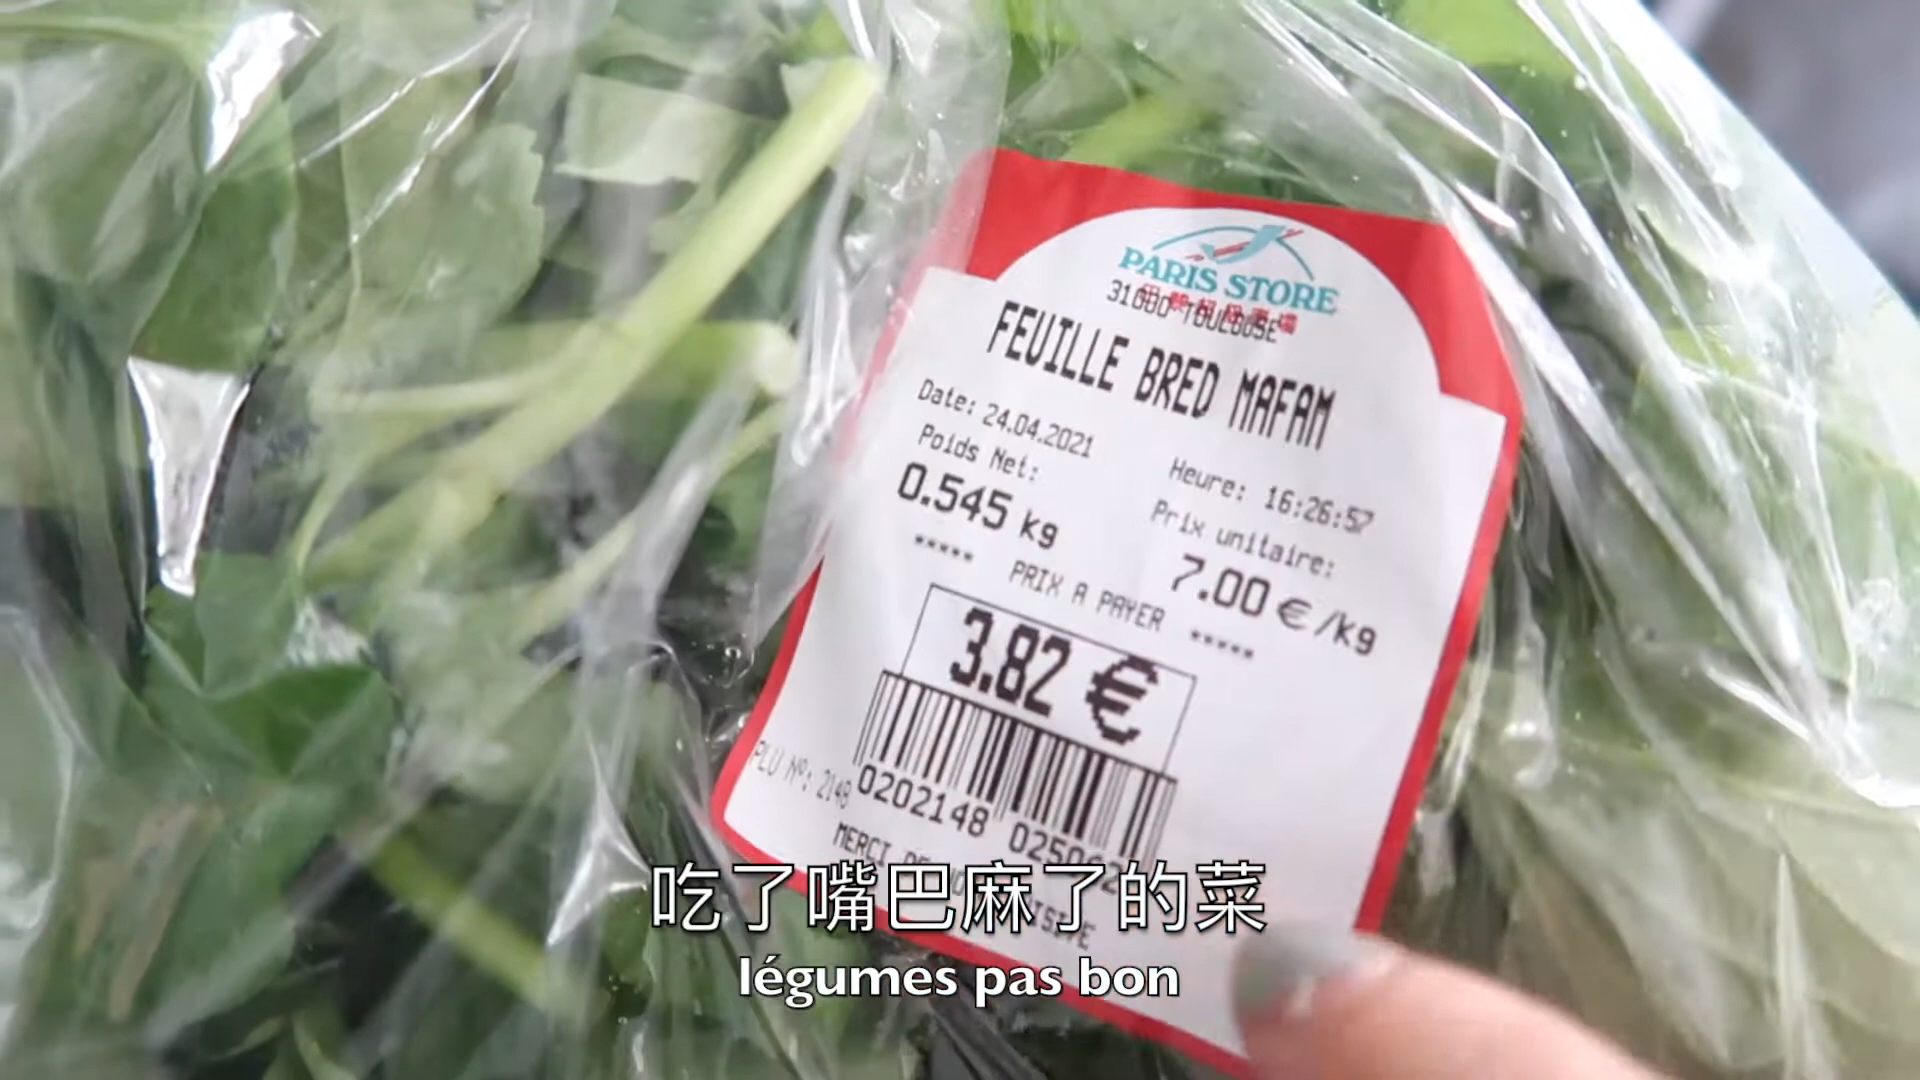 PARIS STORE
31000 TOULOUSE
FEUILLE BRED MAFAM
Date: 24.04.2021
Heure: 16:26:57
Poids Net:
Prix unitaire:
0.545 kg
7.00 €/kg
***** PRIX A PAYER *****
3.82 €
PLU Nº: 2148
0202148
MERCI DE
吃了嘴巴麻了的菜
légumes pas bon